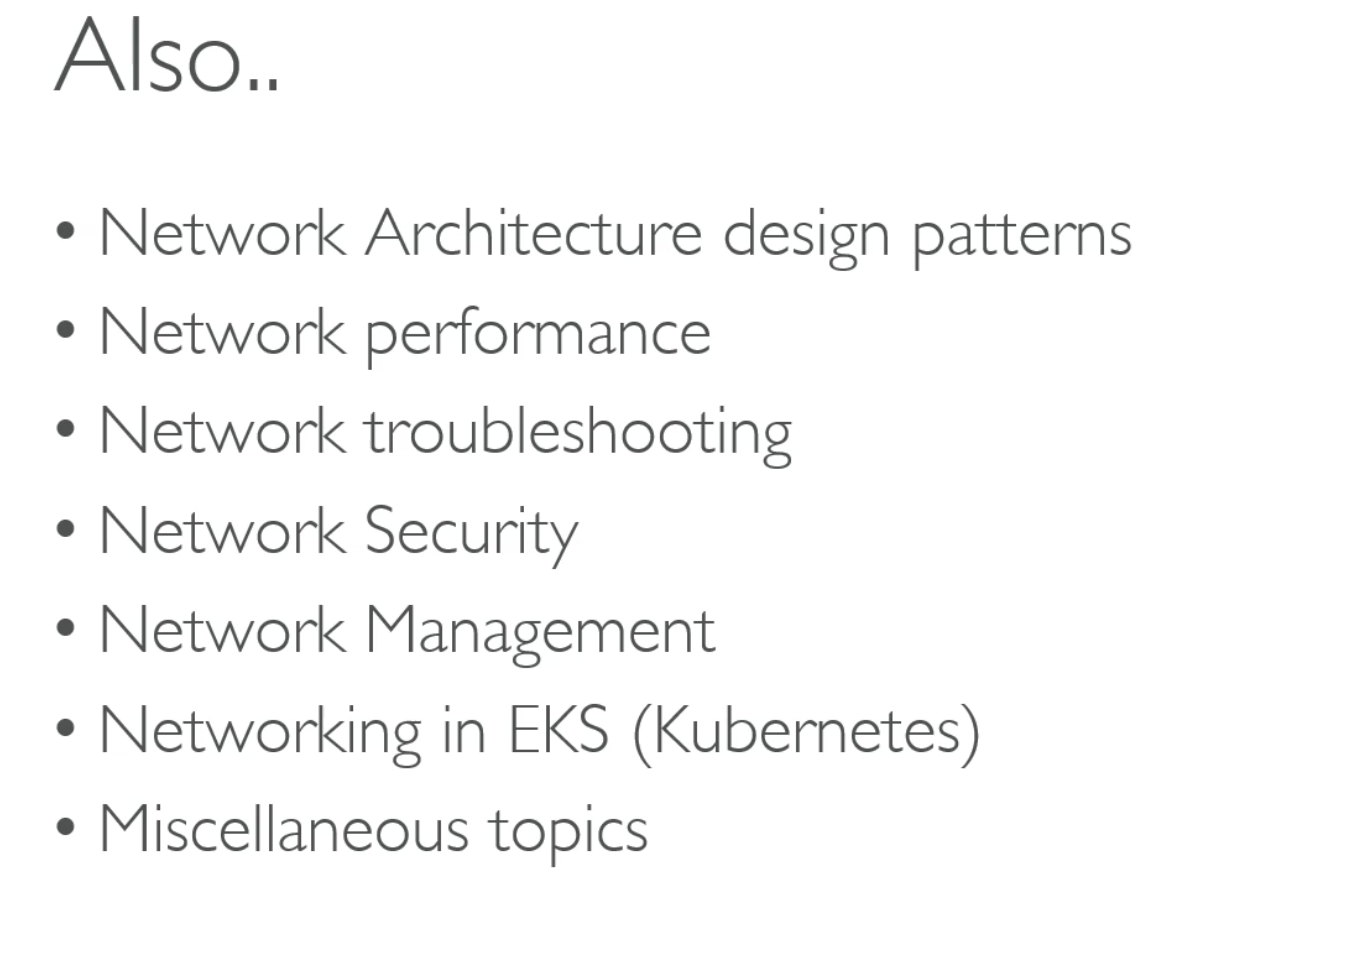 Also..
• Network Architecture design patterns
• Network performance
• Network troubleshooting
• Network Security
• Network Management
• Networking in EKS (Kubernetes)
• Miscellaneous topics